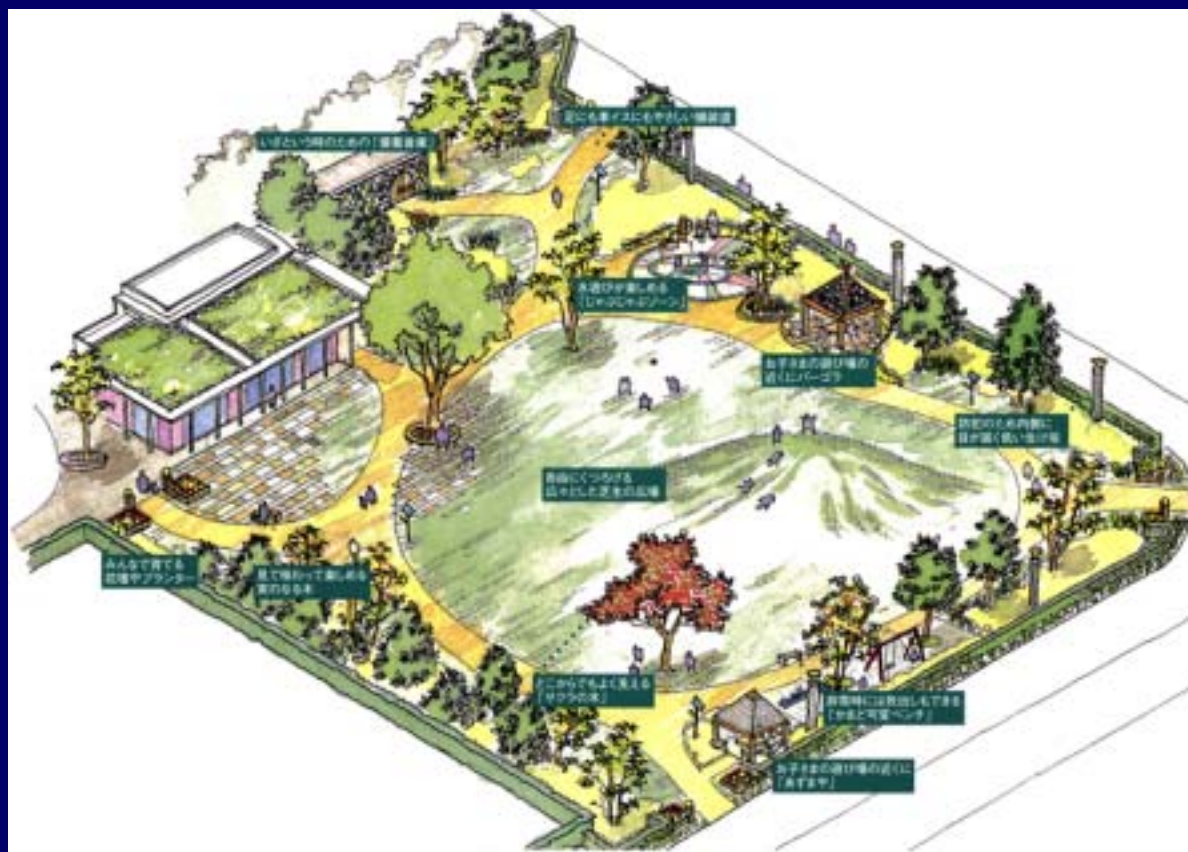 足にも車イスにもやさしい舗装道
いざという時のための「備蓄倉庫」
水遊びが楽しめる
「じゃぶじゃぶゾーン」
お子さまの遊び場の
近くにパーゴラ
防犯のため内側に
目が届く低い生け垣
自由にくつろげる
広々とした芝生の広場
みんなで育てる
花壇やプランター
見て味わって楽しめる
実のなる木
どこからでもよく見える
「サクラの木」
非常時には炊出しもできる
「かまど可変ベンチ」
お子さまの遊び場の近くに
「あずまや」